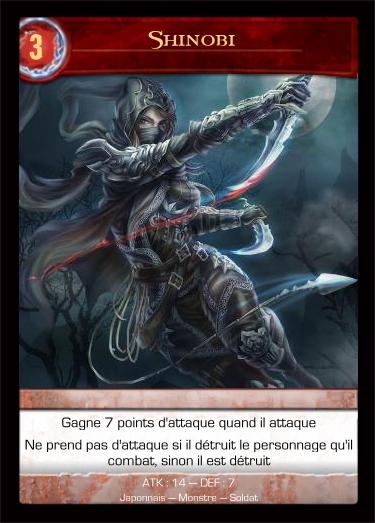 3
Shinobi
Gagne 7 points d'attaque quand il attaque
Ne prend pas d'attaque si il détruit le personnage qu'il
combat, sinon il est détruit
ATK : 14 — DEF : 7
Japonnais — Monstre — Soldat